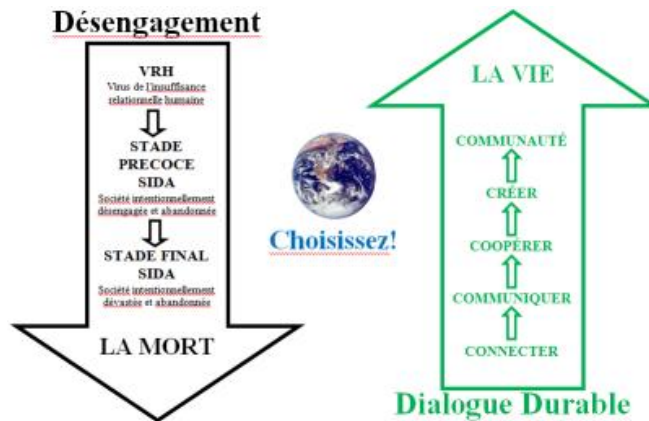 Désengagement
VRH
Virus de l'insuffisance
relationnelle humaine
STADE
PRECOCE
SIDA
Société intentionnellement
désengagée et abandonnée
STADE FINAL
SIDA
Société intentionnellement
dévastée et abandonnée
LA MORT
Choisissez!
LA VIE
COMMUNAUTÉ
CRÉER
COOPÉRER
COMMUNIQUER
CONNECTER
Dialogue Durable